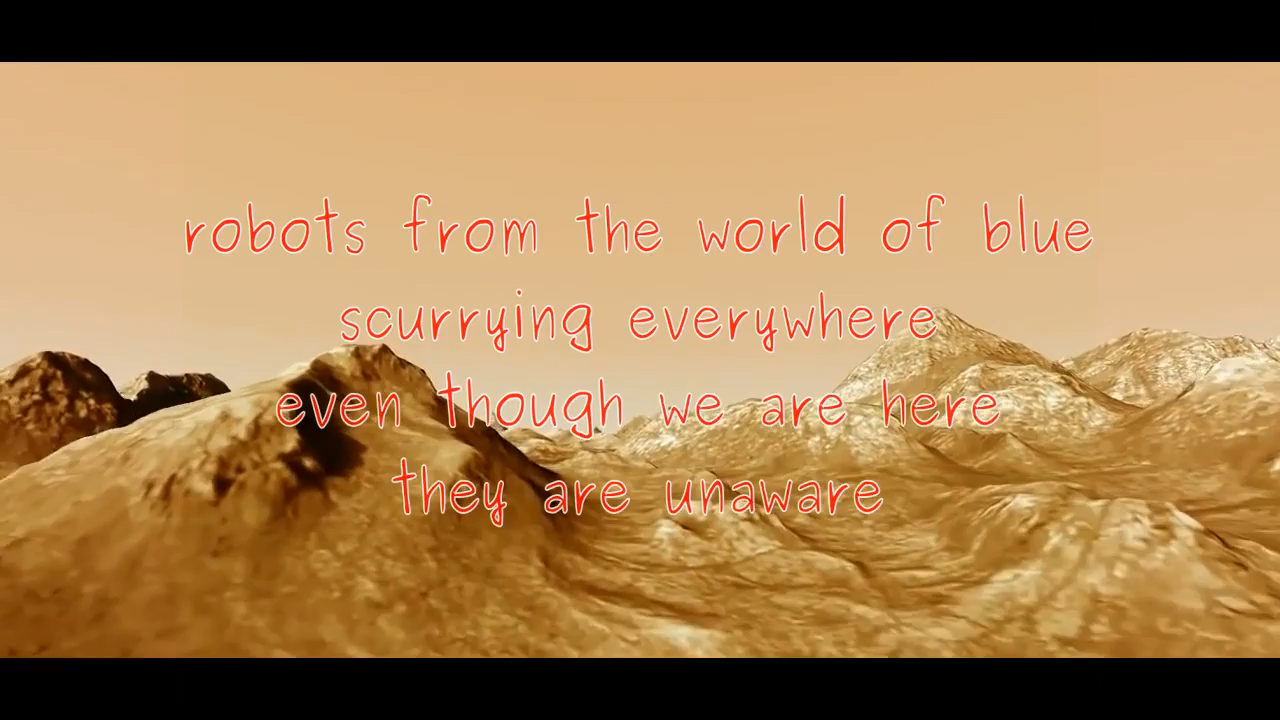 robots from the world of blue
scurrying everywhere
even though we are here
they are unaware